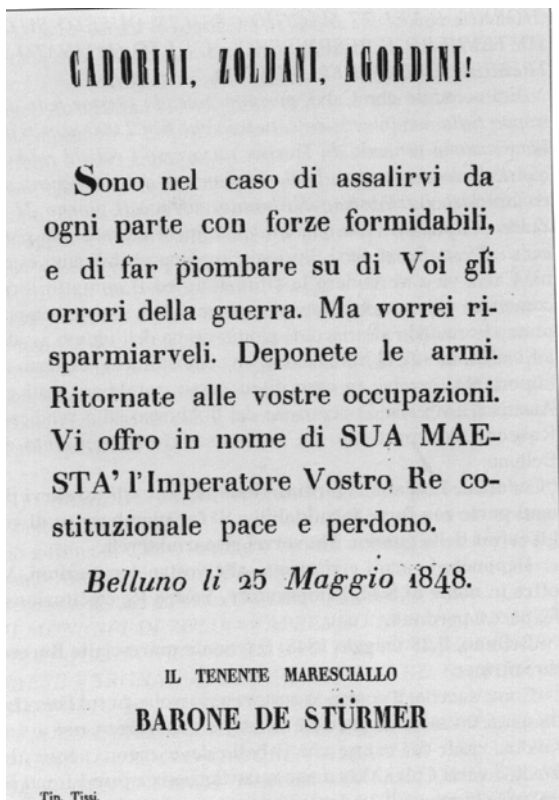 CADORINI, ZOLDANI, AGORDINI!
Sono nel caso di assalirvi da
ogni parte con forze formidabili,
e di far piombare su di Voi gli
orrori della guerra. Ma vorrei ri-
sparmiarveli. Deponete le armi.
Ritornate alle vostre occupazioni.
Vi offro in nome di SUA MAE-
STA' l'Imperatore Vostro Re co-
stituzionale pace e perdono.
Belluno li 25 Maggio 1848.
IL TENENTE MARESCIALLO
BARONE DE STÜRMER
Tip. Tissi.